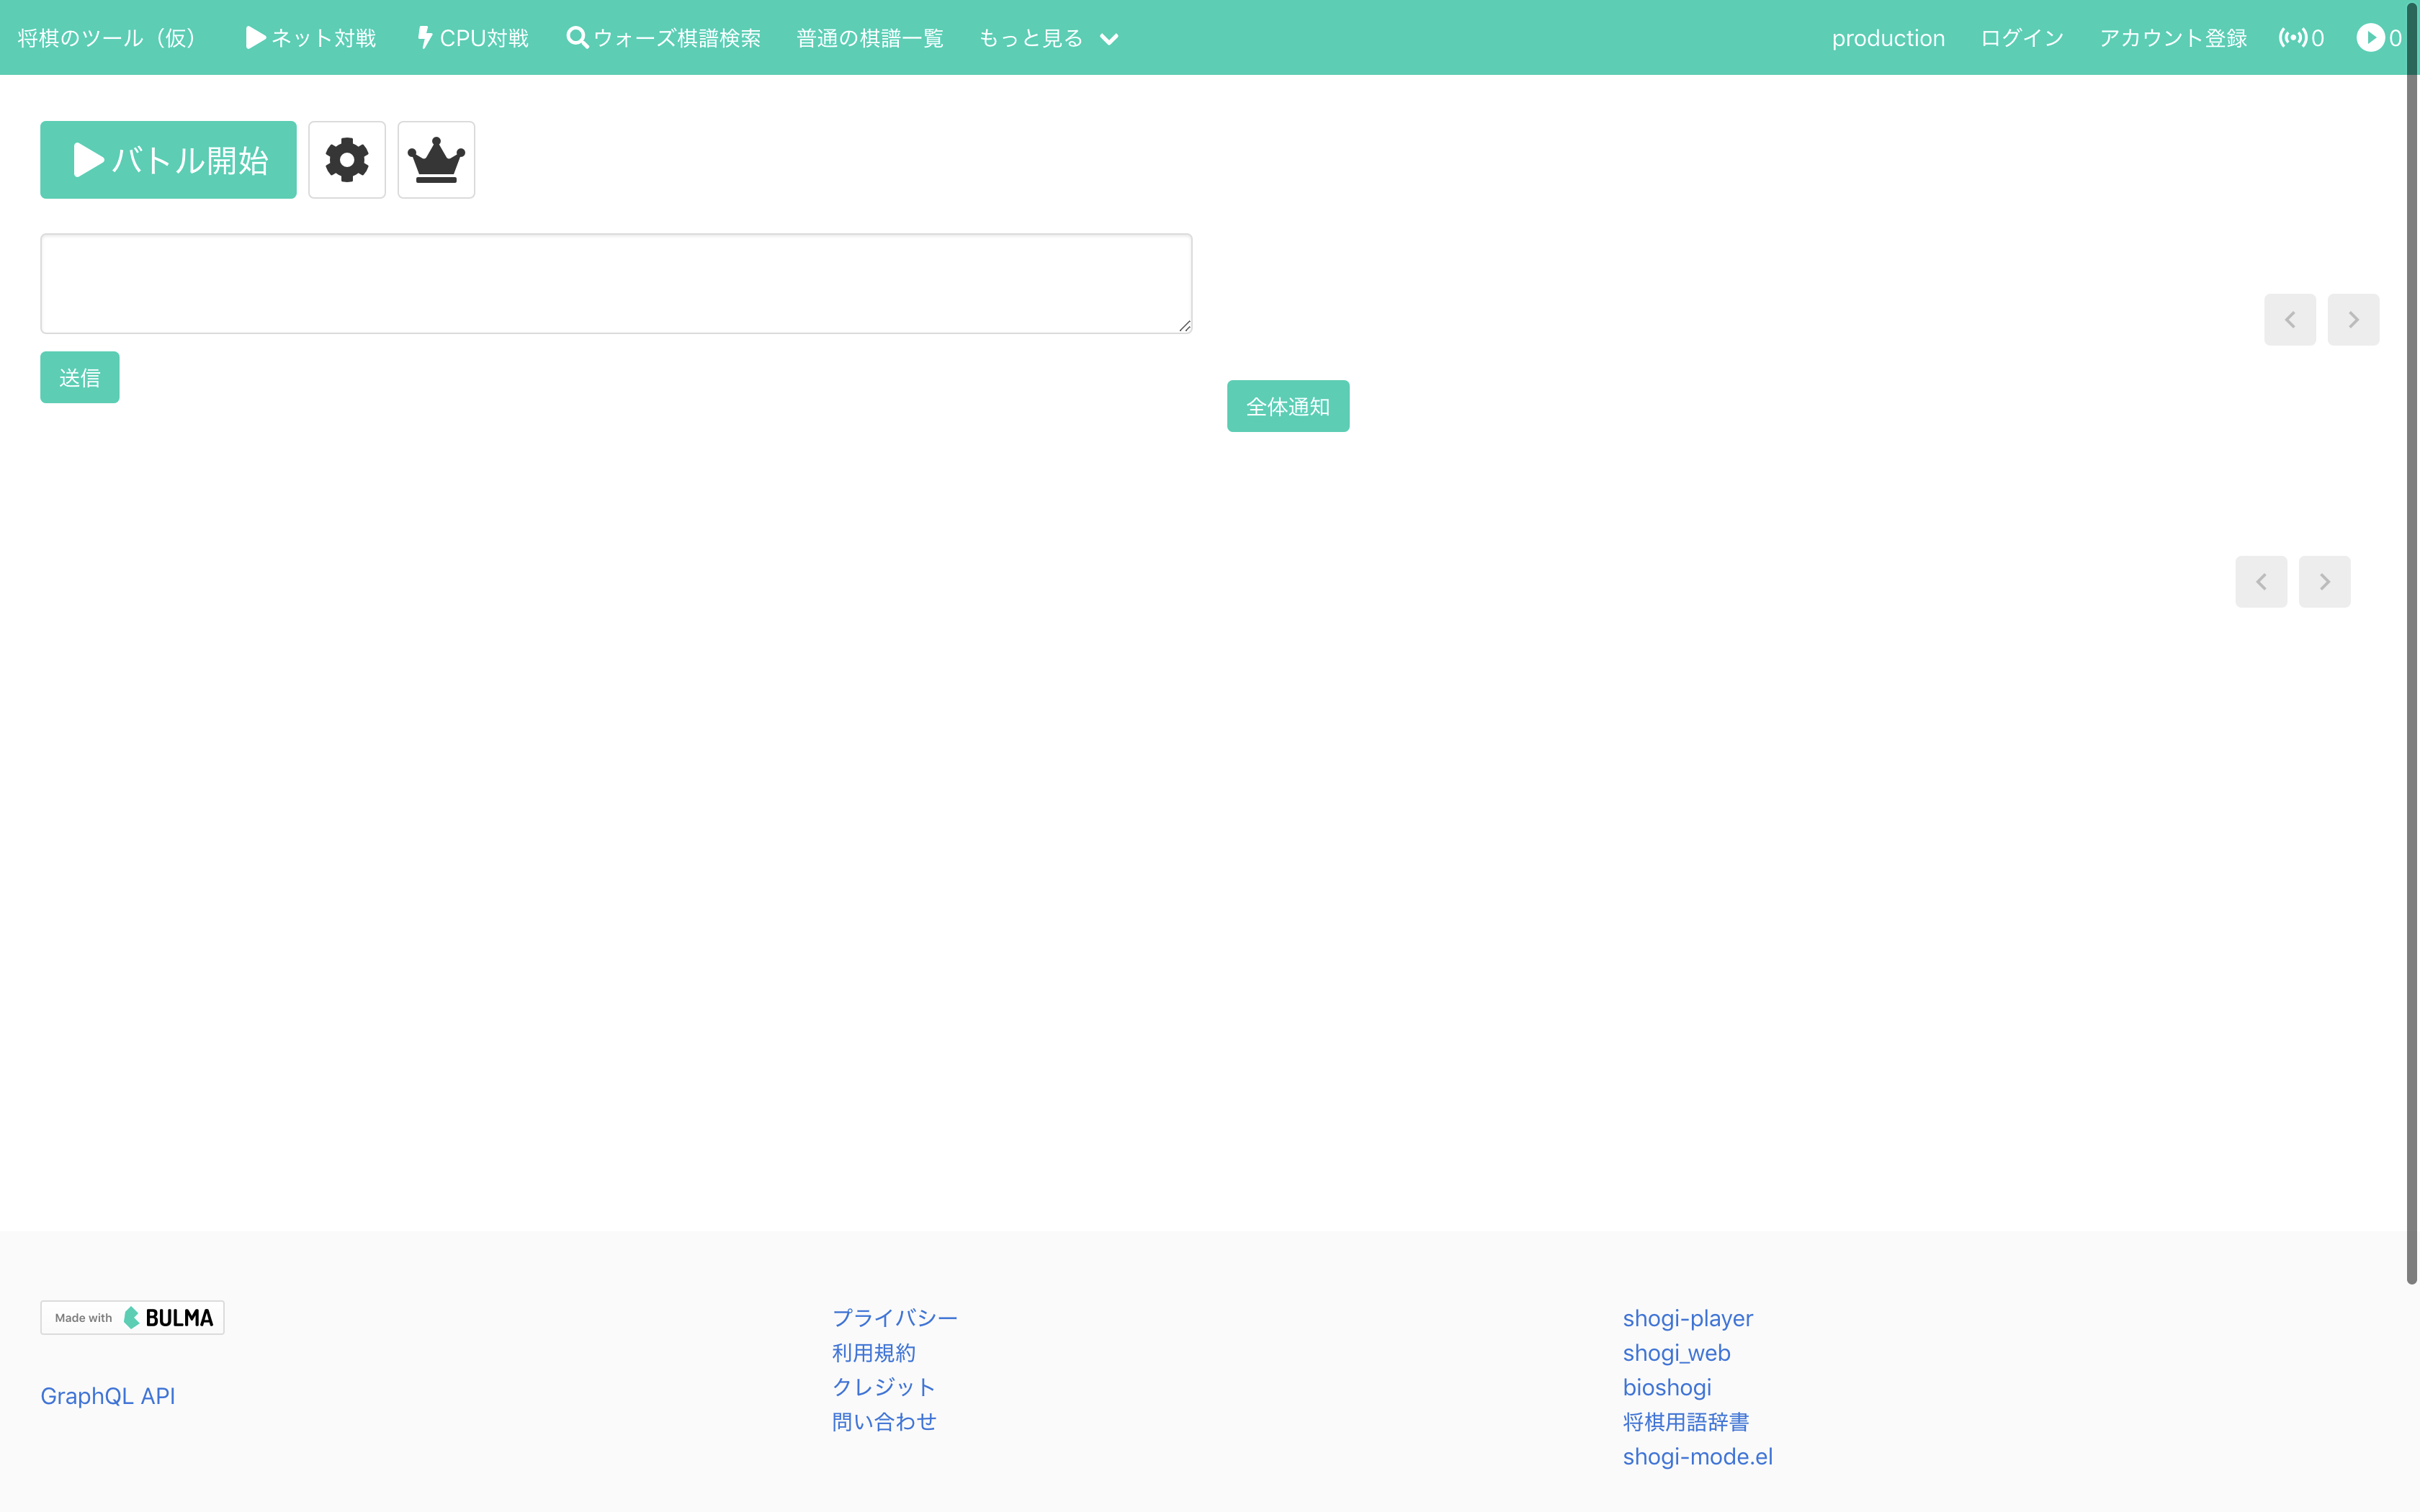 将棋のツール（仮） ネット対戦 CPU対戦 ウォーズ棋譜検索 普通の棋譜一覧 もっと見る production ログイン アカウント登録 0 0
バトル開始
送信
全体通知
Made with BULMA
GraphQL API
プライバシー
利用規約
クレジット
問い合わせ
shogi-player
shogi_web
bioshogi
将棋用語辞書
shogi-mode.el